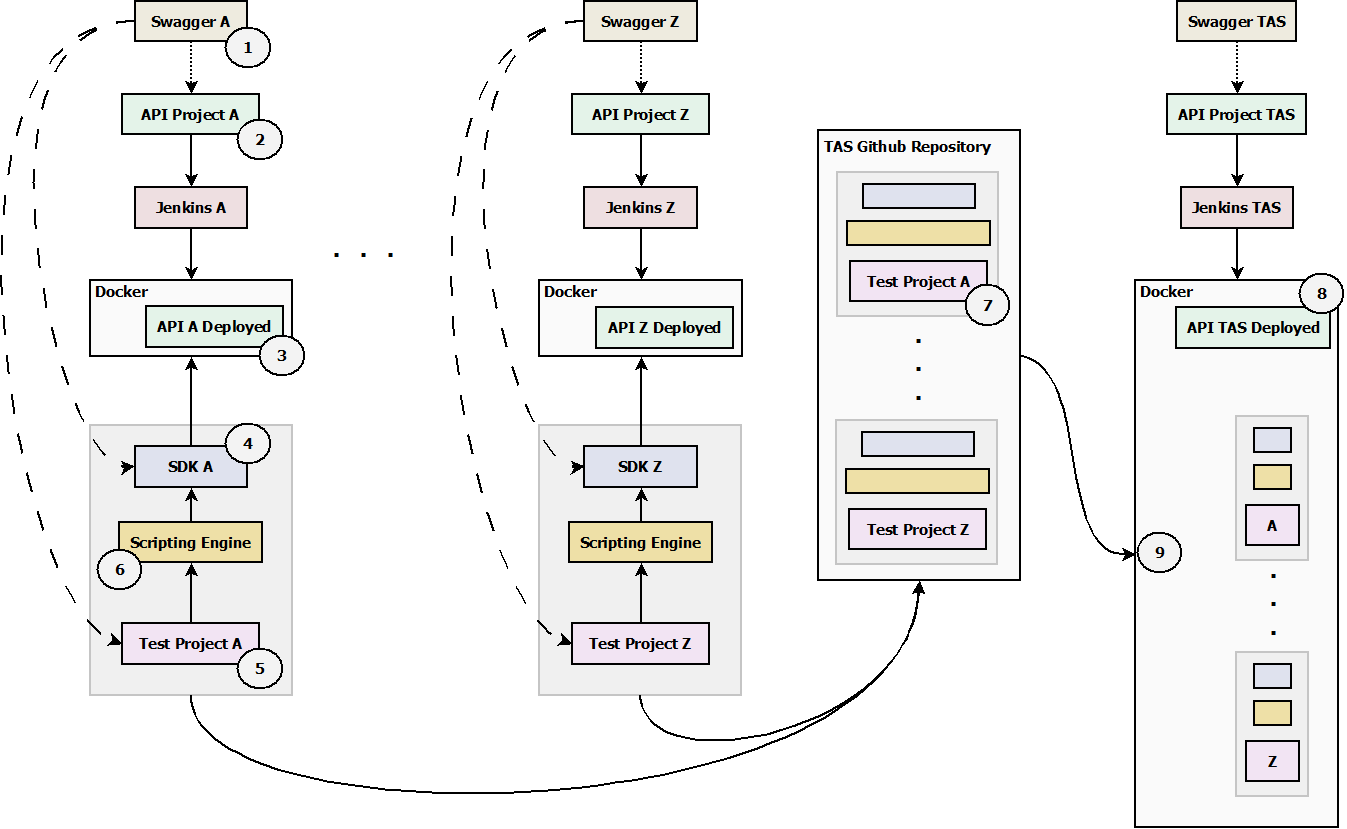 Swagger A
1
API Project A
2
Jenkins A
Docker
API A Deployed
3
SDK A
4
Scripting Engine
6
Test Project A
5
. . .
Swagger Z
API Project Z
Jenkins Z
Docker
API Z Deployed
SDK Z
Scripting Engine
Test Project Z
TAS Github Repository
Test Project A
7
.
.
.
Test Project Z
Swagger TAS
API Project TAS
Jenkins TAS
Docker
8
API TAS Deployed
9
A
.
.
.
Z